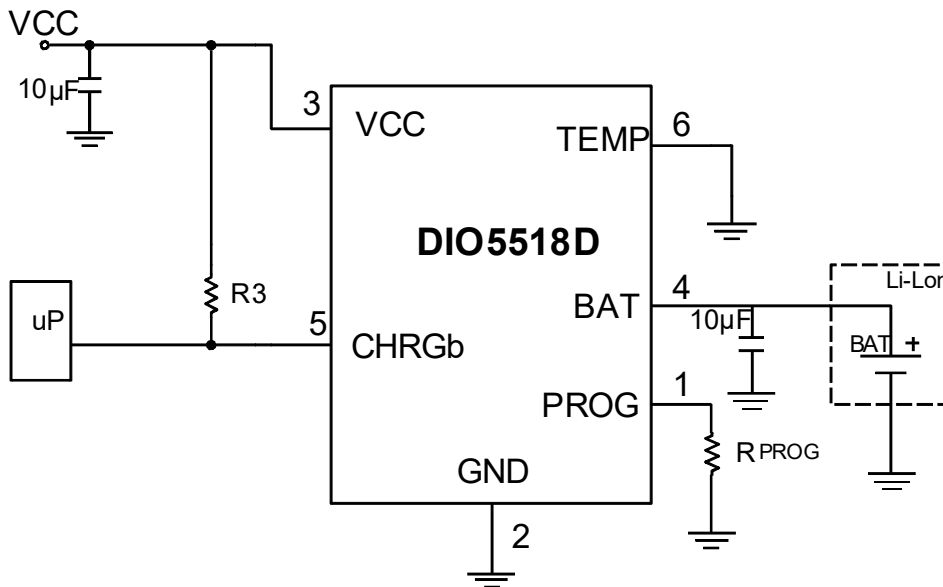 VCC
10µF
3
VCC
TEMP
6
DIO5518D
Li-Lon
R3
uP
5
CHRGb
BAT
4
10µF
BAT +
PROG
1
RPROG
GND
2